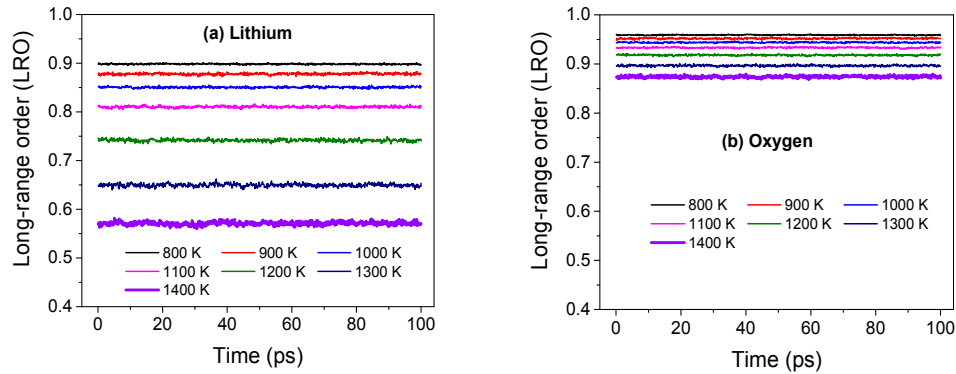 Long-range order (LRO)
1.0
0.9
0.8
0.7
0.6
0.5
0.4
(a) Lithium
800 K 900 K 1000 K
1100 K 1200 K 1300 K
1400 K
0 20 40 60 80 100
Time (ps)
Long-range order (LRO)
1.0
0.9
0.8
0.7
0.6
0.5
0.4
(b) Oxygen
800 K 900 K 1000 K
1100 K 1200 K 1300 K
1400 K
0 20 40 60 80 100
Time (ps)